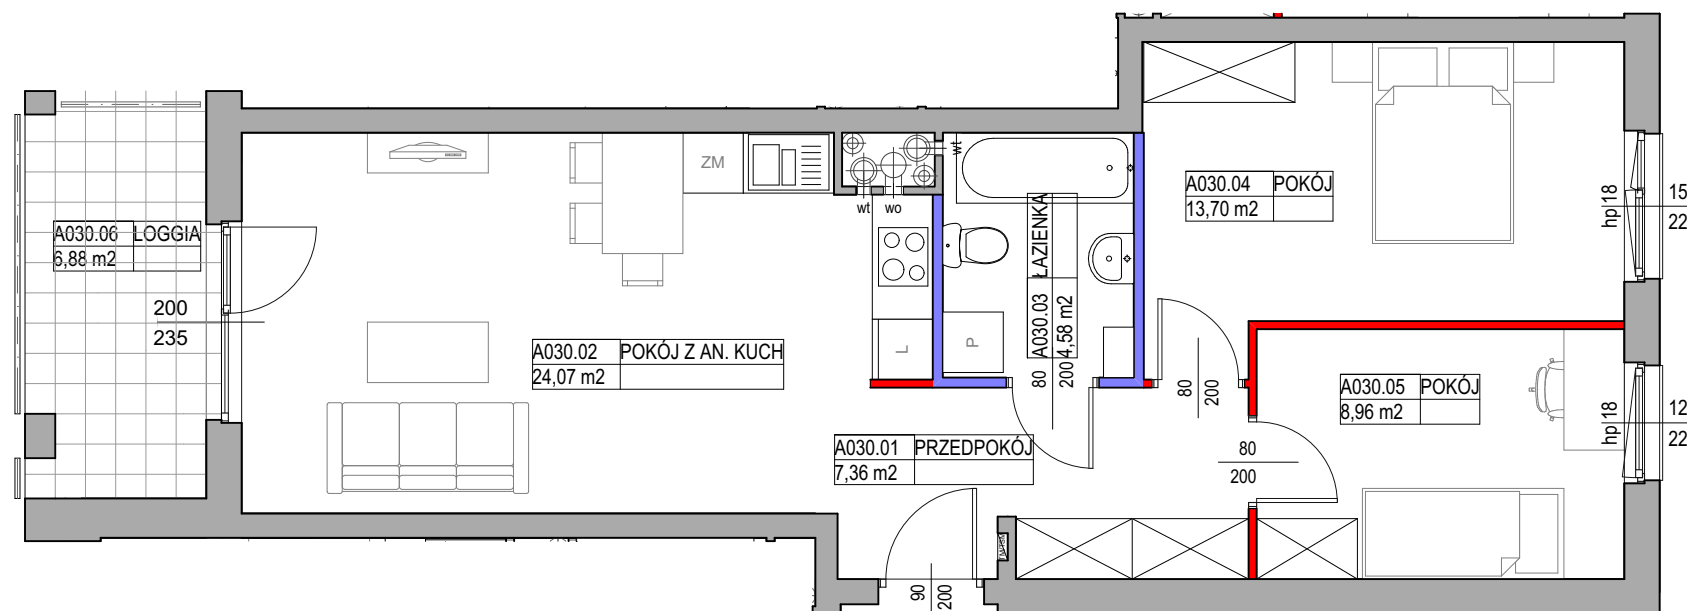 ZM
wt
wt
wo
A030.04 POKÓJ
13,70 m2
hp18
15
22
A030.06 LOGGIA
6,88 m2
200
235
A030.03 ŁAZIENKA
4,58 m2
80
200
P
L
A030.02 POKÓJ Z AN. KUCH
24,07 m2
80
200
A030.05 POKÓJ
8,96 m2
hp18
12
22
A030.01 PRZEDPOKÓJ
7,36 m2
80
200
90
200